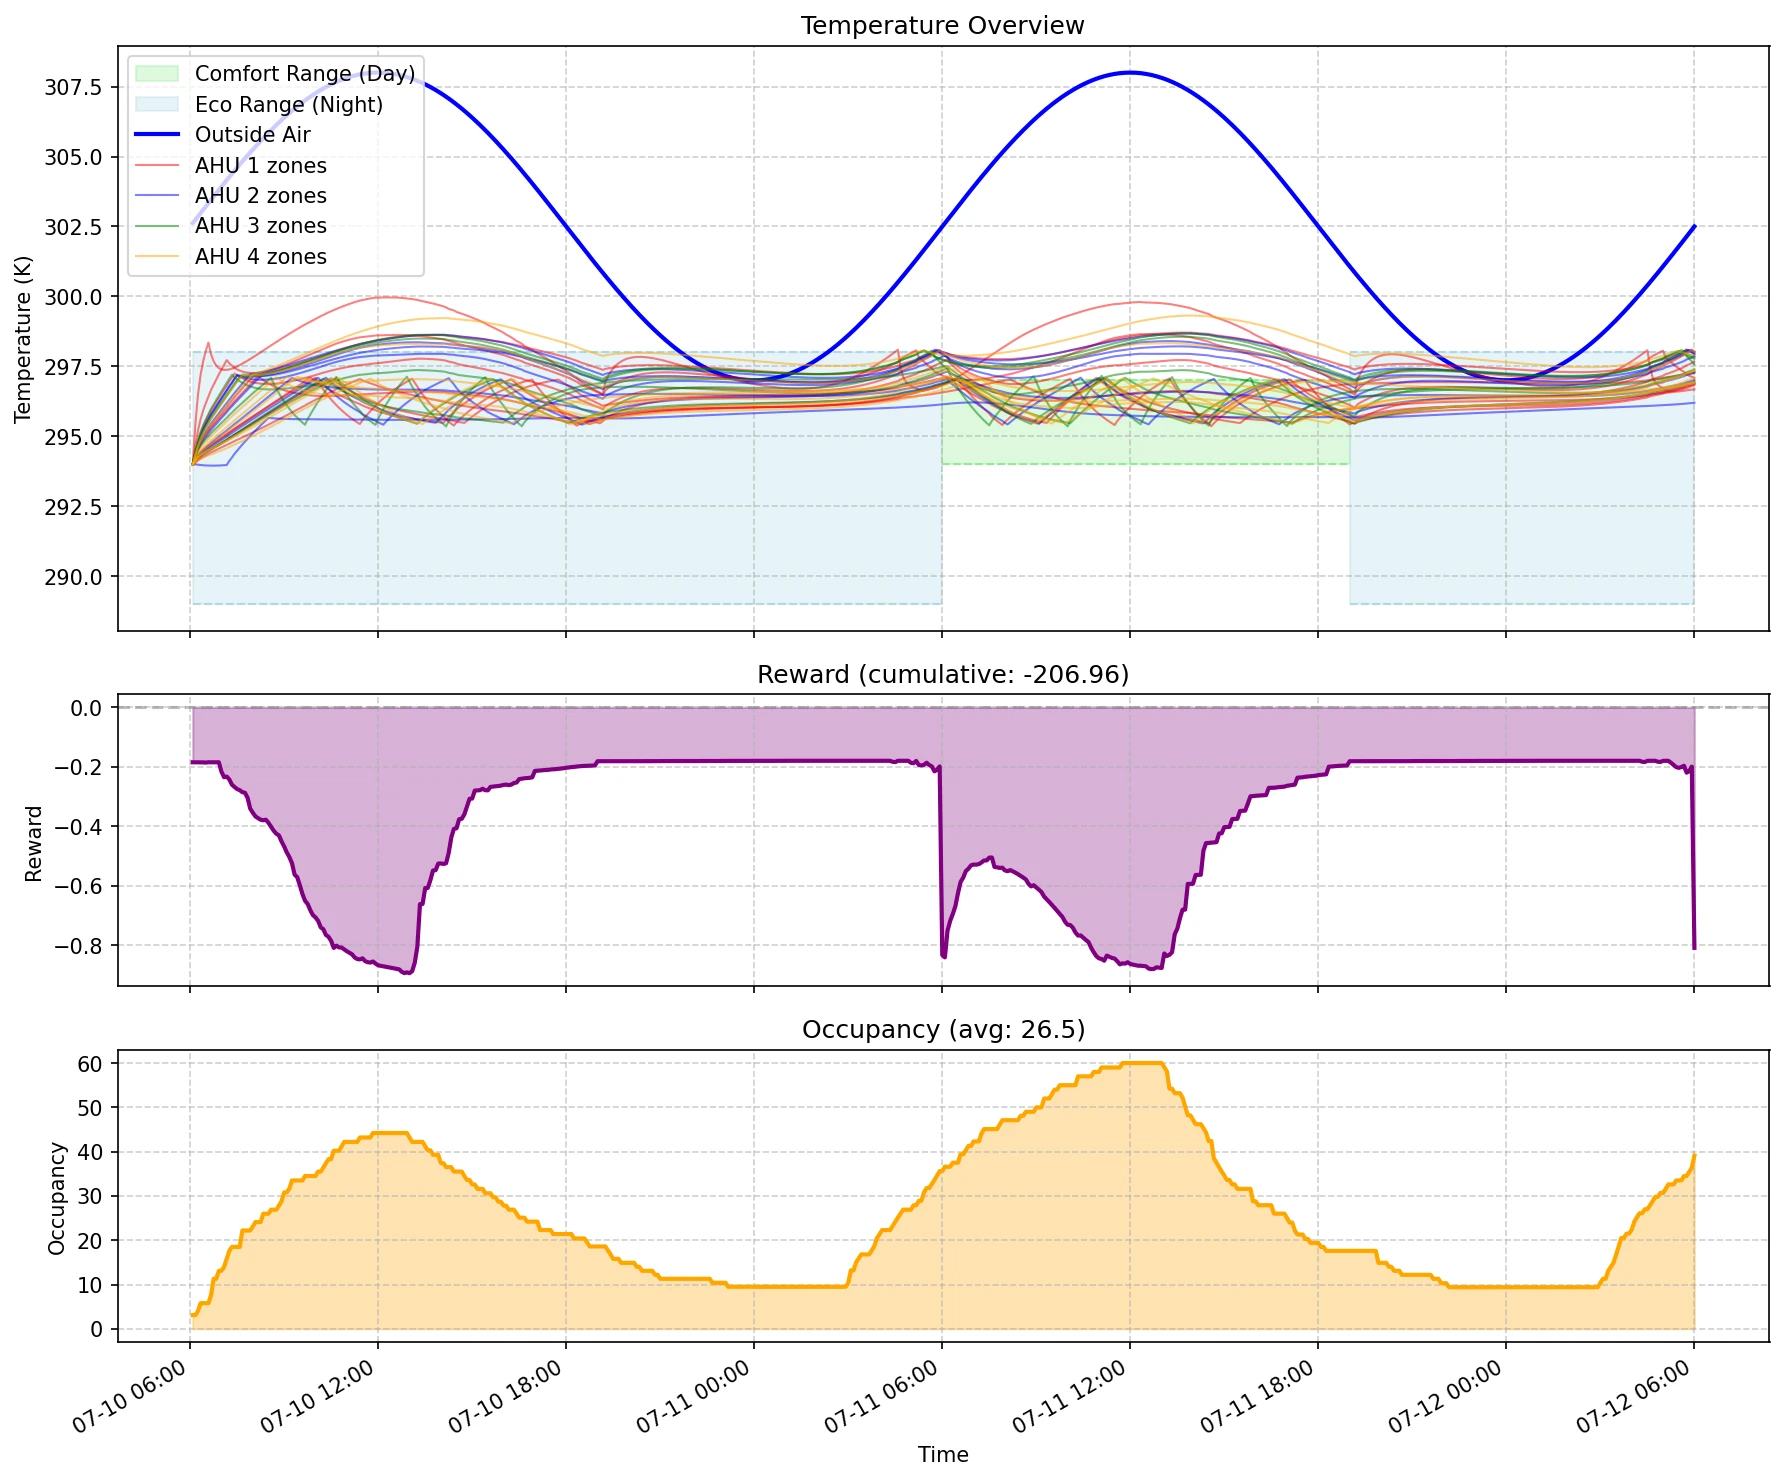 Temperature Overview
Comfort Range (Day)
Eco Range (Night)
Outside Air
AHU 1 zones
AHU 2 zones
AHU 3 zones
AHU 4 zones
Temperature (K)
307.5
305.0
302.5
300.0
297.5
295.0
292.5
290.0
Reward (cumulative: -206.96)
Reward
0.0
−0.2
−0.4
−0.6
−0.8
Occupancy (avg: 26.5)
Occupancy
60
50
40
30
20
10
0
07-10 06:00
07-10 12:00
07-10 18:00
07-11 00:00
07-11 06:00
07-11 12:00
07-11 18:00
07-12 00:00
07-12 06:00
Time